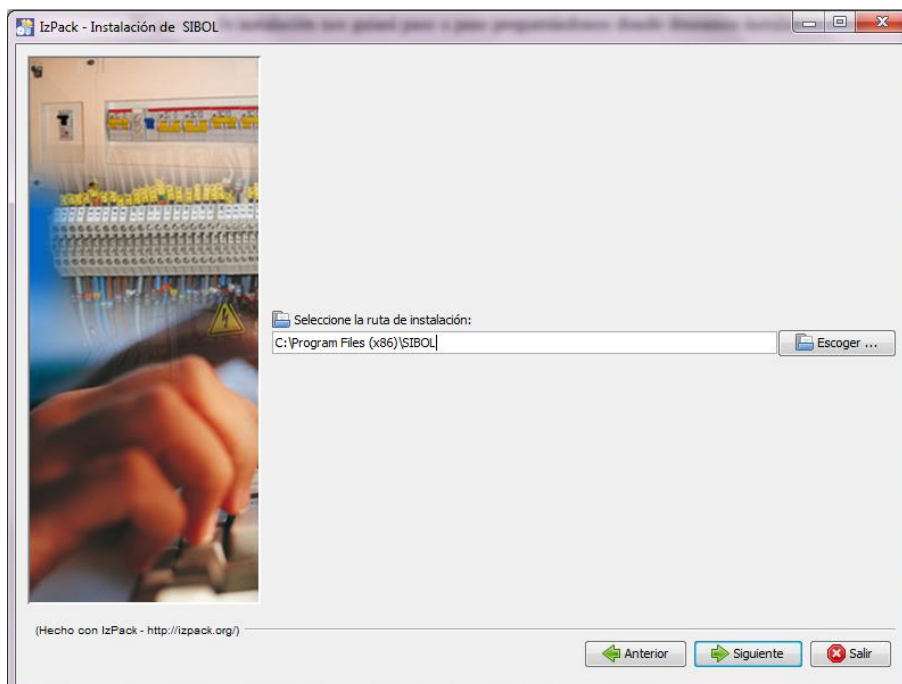 IzPack - Instalación de SIBOL
Seleccione la ruta de instalación:
C:\Program Files (x86)\SIBOL
Escoger ...
(Hecho con IzPack - http://izpack.org/)
Anterior
Siguiente
Salir